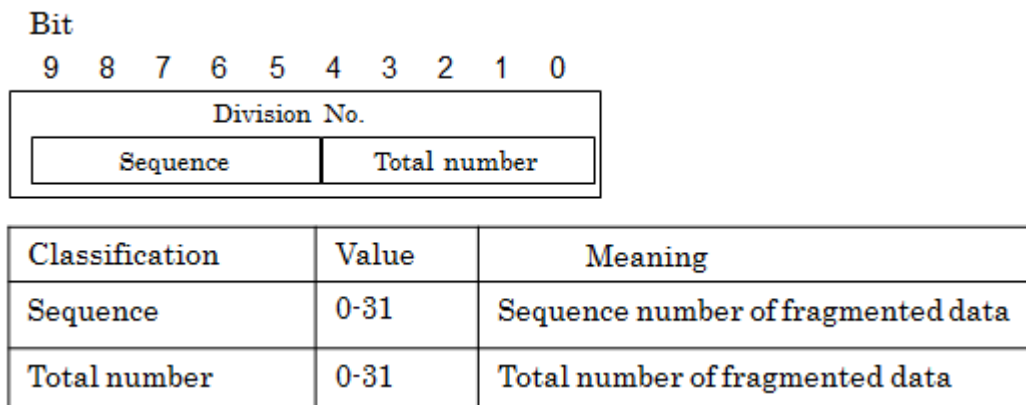 Bit
9 8 7 6 5 4 3 2 1 0
Division No.
Sequence Total number
Classification Value Meaning
Sequence 0-31 Sequence number of fragmented data
Total number 0-31 Total number of fragmented data